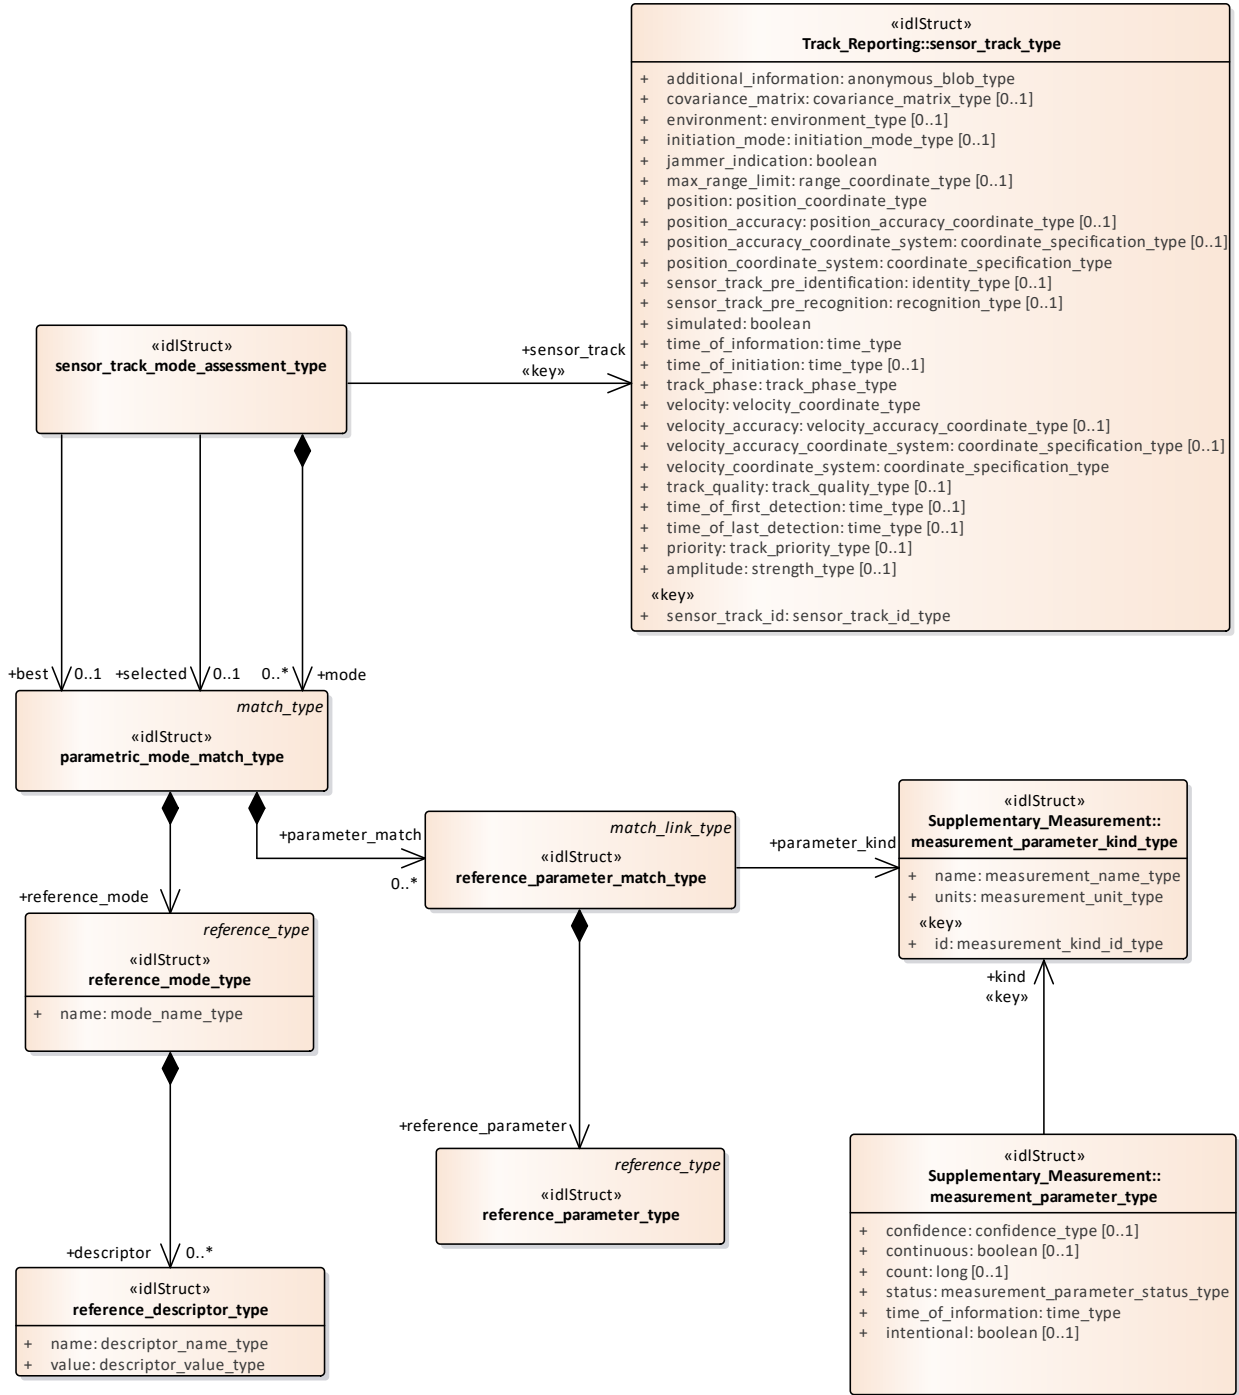 «idlStruct»
Track_Reporting::sensor_track_type
+ additional_information: anonymous_blob_type
+ covariance_matrix: covariance_matrix_type [0..1]
+ environment: environment_type [0..1]
+ initiation_mode: initiation_mode_type [0..1]
+ jammer_indication: boolean
+ max_range_limit: range_coordinate_type [0..1]
+ position: position_coordinate_type
+ position_accuracy: position_accuracy_coordinate_type [0..1]
+ position_accuracy_coordinate_system: coordinate_specification_type [0..1]
+ position_coordinate_system: coordinate_specification_type
+ sensor_track_pre_identification: identity_type [0..1]
+ sensor_track_pre_recognition: recognition_type [0..1]
+ simulated: boolean
+ time_of_information: time_type
+ time_of_initiation: time_type [0..1]
+ track_phase: track_phase_type
+ velocity: velocity_coordinate_type
+ velocity_accuracy: velocity_accuracy_coordinate_type [0..1]
+ velocity_accuracy_coordinate_system: coordinate_specification_type [0..1]
+ velocity_coordinate_system: coordinate_specification_type
+ track_quality: track_quality_type [0..1]
+ time_of_first_detection: time_type [0..1]
+ time_of_last_detection: time_type [0..1]
+ priority: track_priority_type [0..1]
+ amplitude: strength_type [0..1]
«key»
+ sensor_track_id: sensor_track_id_type
«idlStruct»
sensor_track_mode_assessment_type
+sensor_track
«key»
+best 0..1 +selected 0..1 0..* +mode
match_type
«idlStruct»
parametric_mode_match_type
+parameter_match
0..*
match_link_type
«idlStruct»
reference_parameter_match_type
+parameter_kind
«idlStruct»
Supplementary_Measurement::
measurement_parameter_kind_type
+ name: measurement_name_type
+ units: measurement_unit_type
«key»
+ id: measurement_kind_id_type
+reference_mode
reference_type
«idlStruct»
reference_mode_type
+ name: mode_name_type
+kind
«key»
+reference_parameter
reference_type
«idlStruct»
reference_parameter_type
«idlStruct»
Supplementary_Measurement::
measurement_parameter_type
+ confidence: confidence_type [0..1]
+ continuous: boolean [0..1]
+ count: long [0..1]
+ status: measurement_parameter_status_type
+ time_of_information: time_type
+ intentional: boolean [0..1]
+descriptor 0..*
«idlStruct»
reference_descriptor_type
+ name: descriptor_name_type
+ value: descriptor_value_type